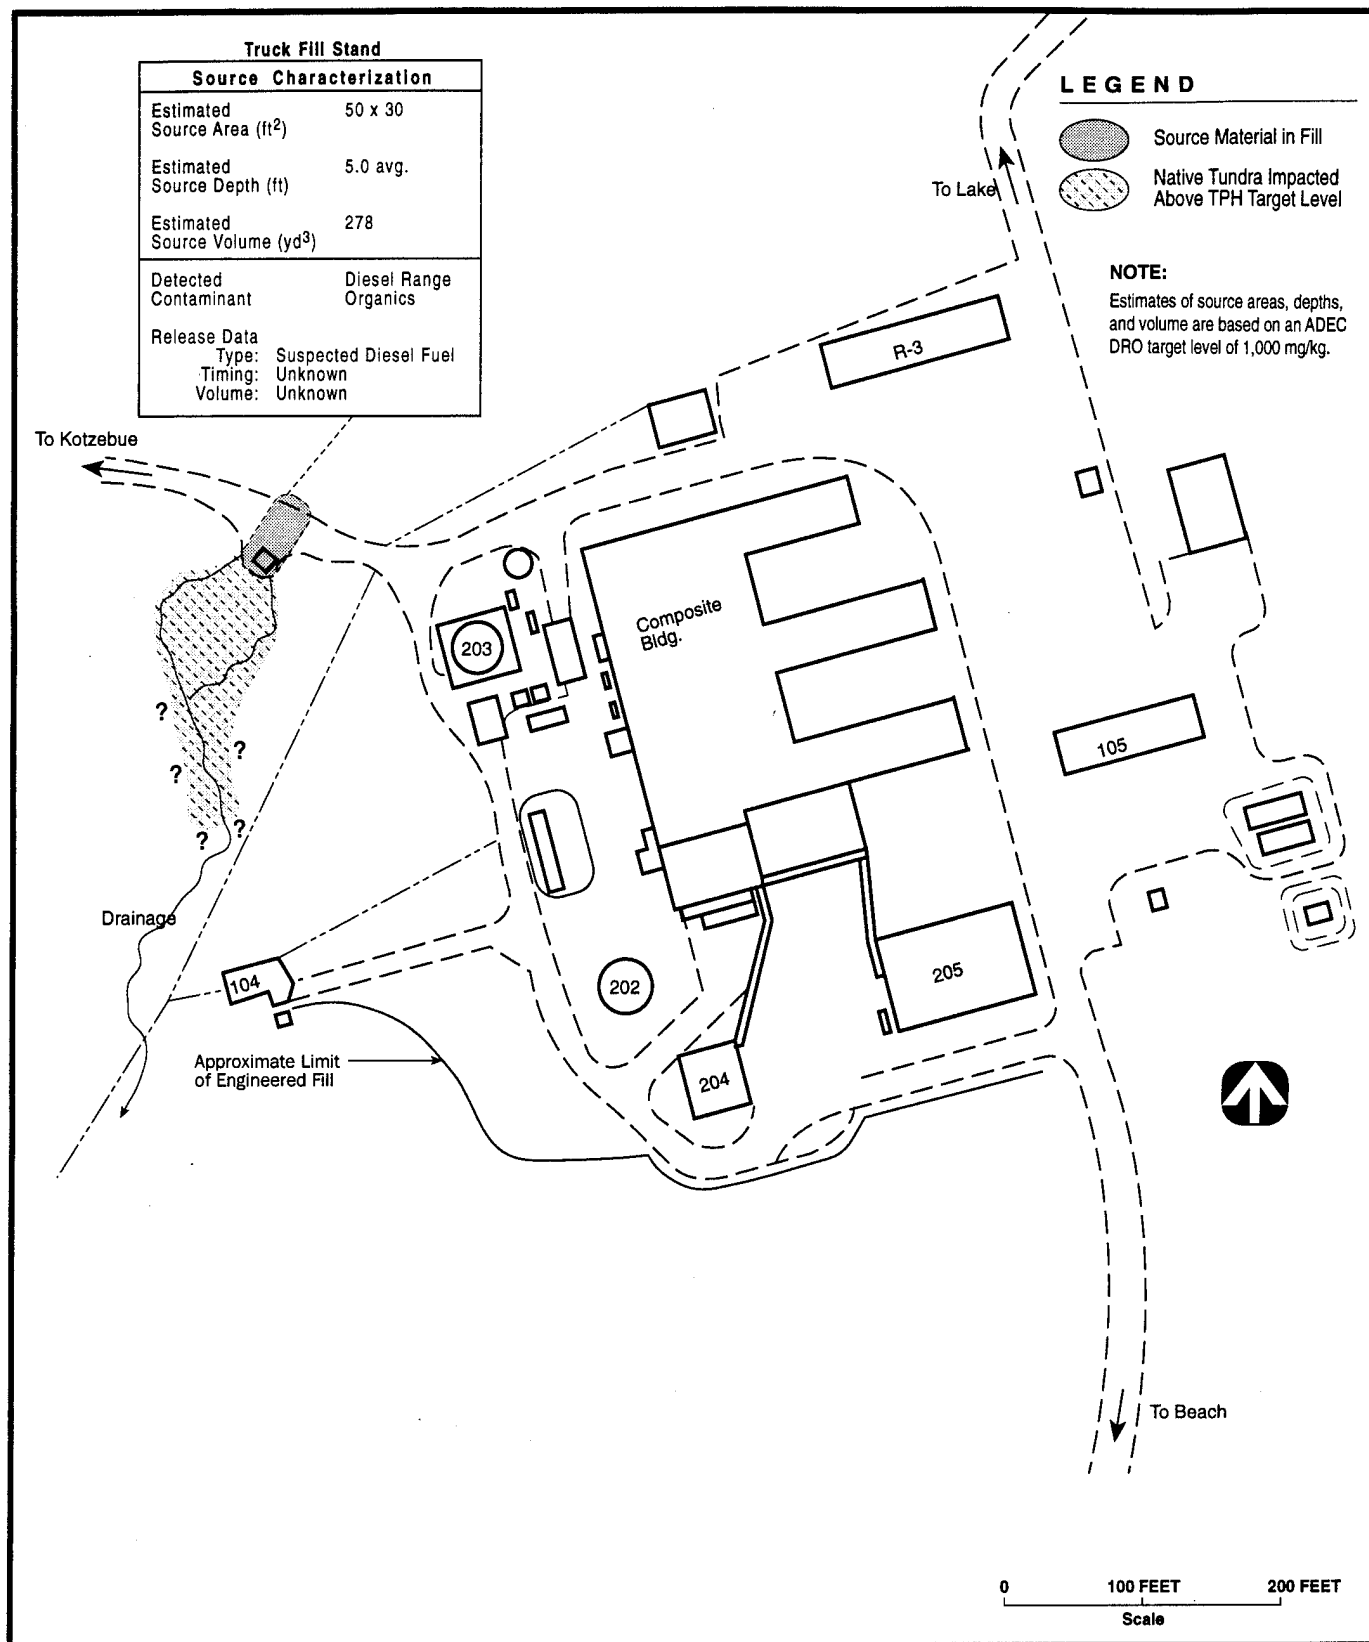 Truck Fill Stand
Source Characterization
Estimated 50 x 30
Source Area (ft²)
Estimated 5.0 avg.
Source Depth (ft)
Estimated 278
Source Volume (yd³)
Detected Diesel Range
Contaminant Organics
Release Data
Type: Suspected Diesel Fuel
Timing: Unknown
Volume: Unknown
LEGEND
Source Material in Fill
Native Tundra Impacted
Above TPH Target Level
NOTE:
Estimates of source areas, depths,
and volume are based on an ADEC
DRO target level of 1,000 mg/kg.
To Lake
R-3
To Kotzebue
Composite
Bldg.
203
105
?
?
?
?
?
Drainage
104
202
205
Approximate Limit
of Engineered Fill
204
To Beach
0 100 FEET 200 FEET
Scale